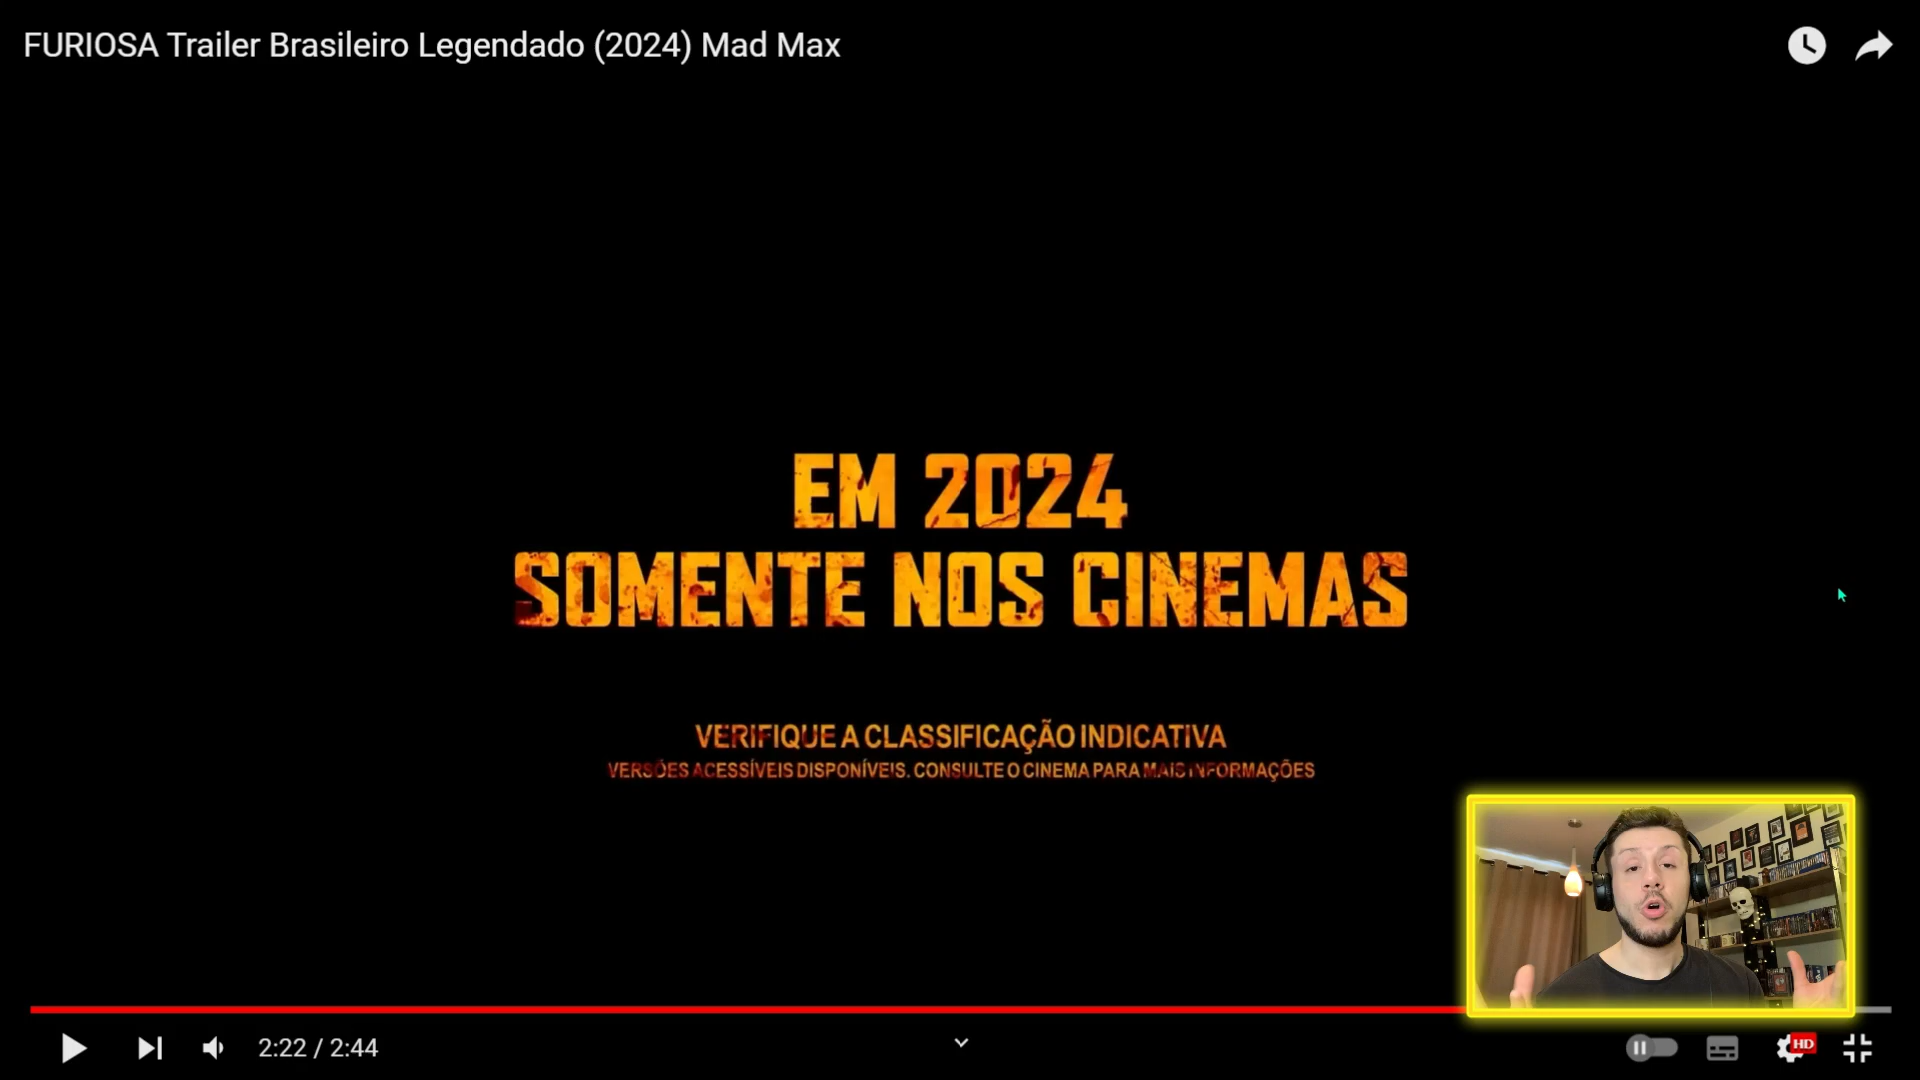 FURIOSA Trailer Brasileiro Legendado (2024) Mad Max
EM 2024
SOMENTE NOS CINEMAS
VERIFIQUE A CLASSIFICAÇÃO INDICATIVA
VERSÕES ACESSÍVEIS DISPONÍVEIS. CONSULTE O CINEMA PARA MAIS INFORMAÇÕES
2:22 / 2:44
HD